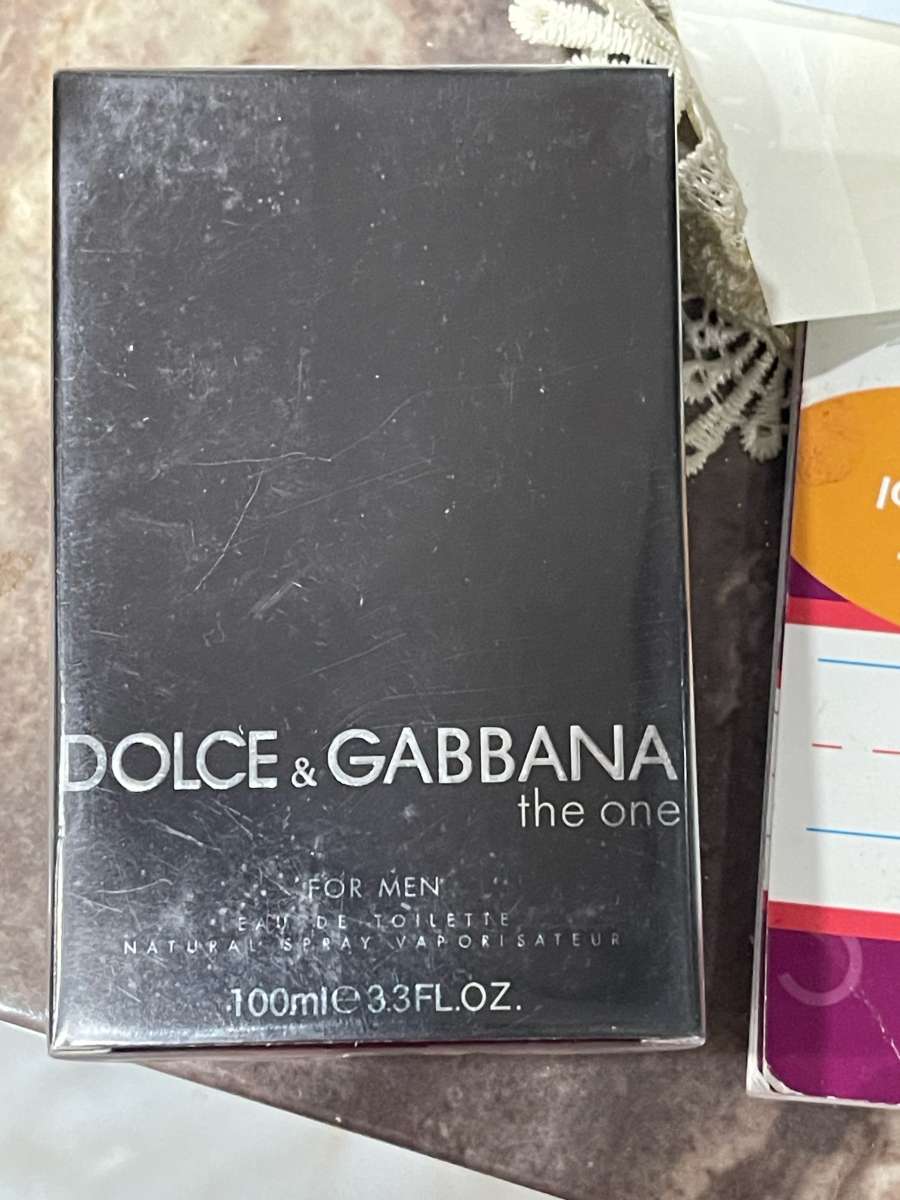 DOLCE & GABBANA
the one
FOR MEN
EAU DE TOILETTE
NATURAL SPRAY VAPORISATEUR
100ml℮3.3FL.OZ.